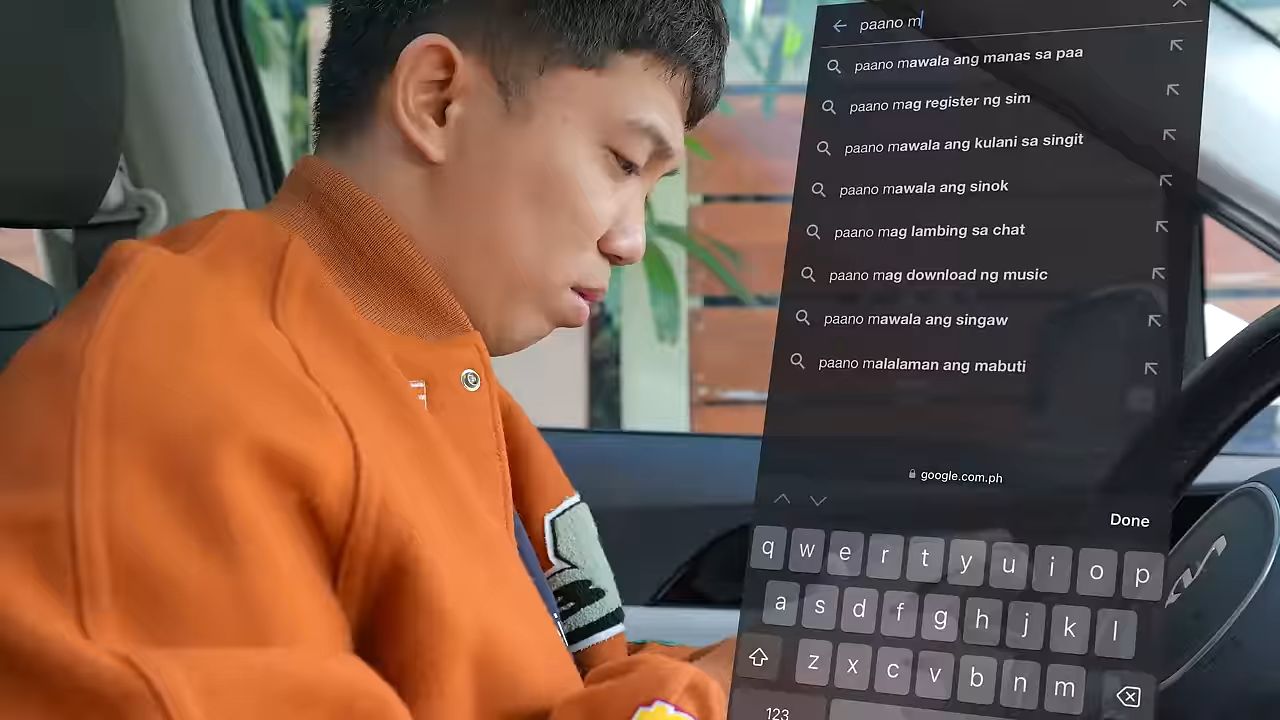 paano m
paano mawala ang manas sa paa
paano mag register ng sim
paano mawala ang kulani sa singit
paano mawala ang sinok
paano mag lambing sa chat
paano mag download ng music
paano mawala ang singaw
paano malalaman ang mabuti
google.com.ph
Done
q w e r t y u i o p
a s d f g h j k l
z x c v b n m
123